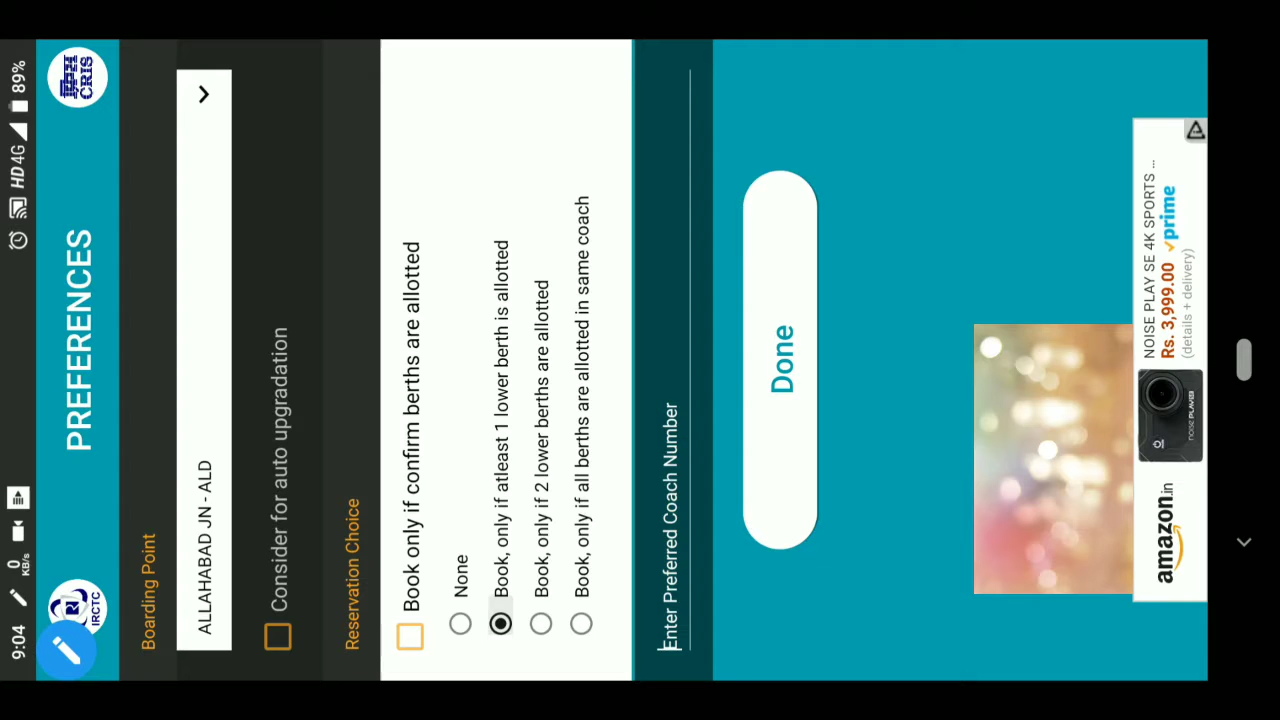 9:04 0 KB/s HD 4G 89%
IRCTC PREFERENCES CRIS
Boarding Point
ALLAHABAD JN - ALD
Consider for auto upgradation
Reservation Choice
Book only if confirm berths are allotted
None
Book, only if atleast 1 lower berth is allotted
Book, only if 2 lower berths are allotted
Book, only if all berths are allotted in same coach
Enter Preferred Coach Number
Done
amazon.in
NOISE PLAY SE 4K SPORTS ...
Rs. 3,999.00 prime
(details + delivery)